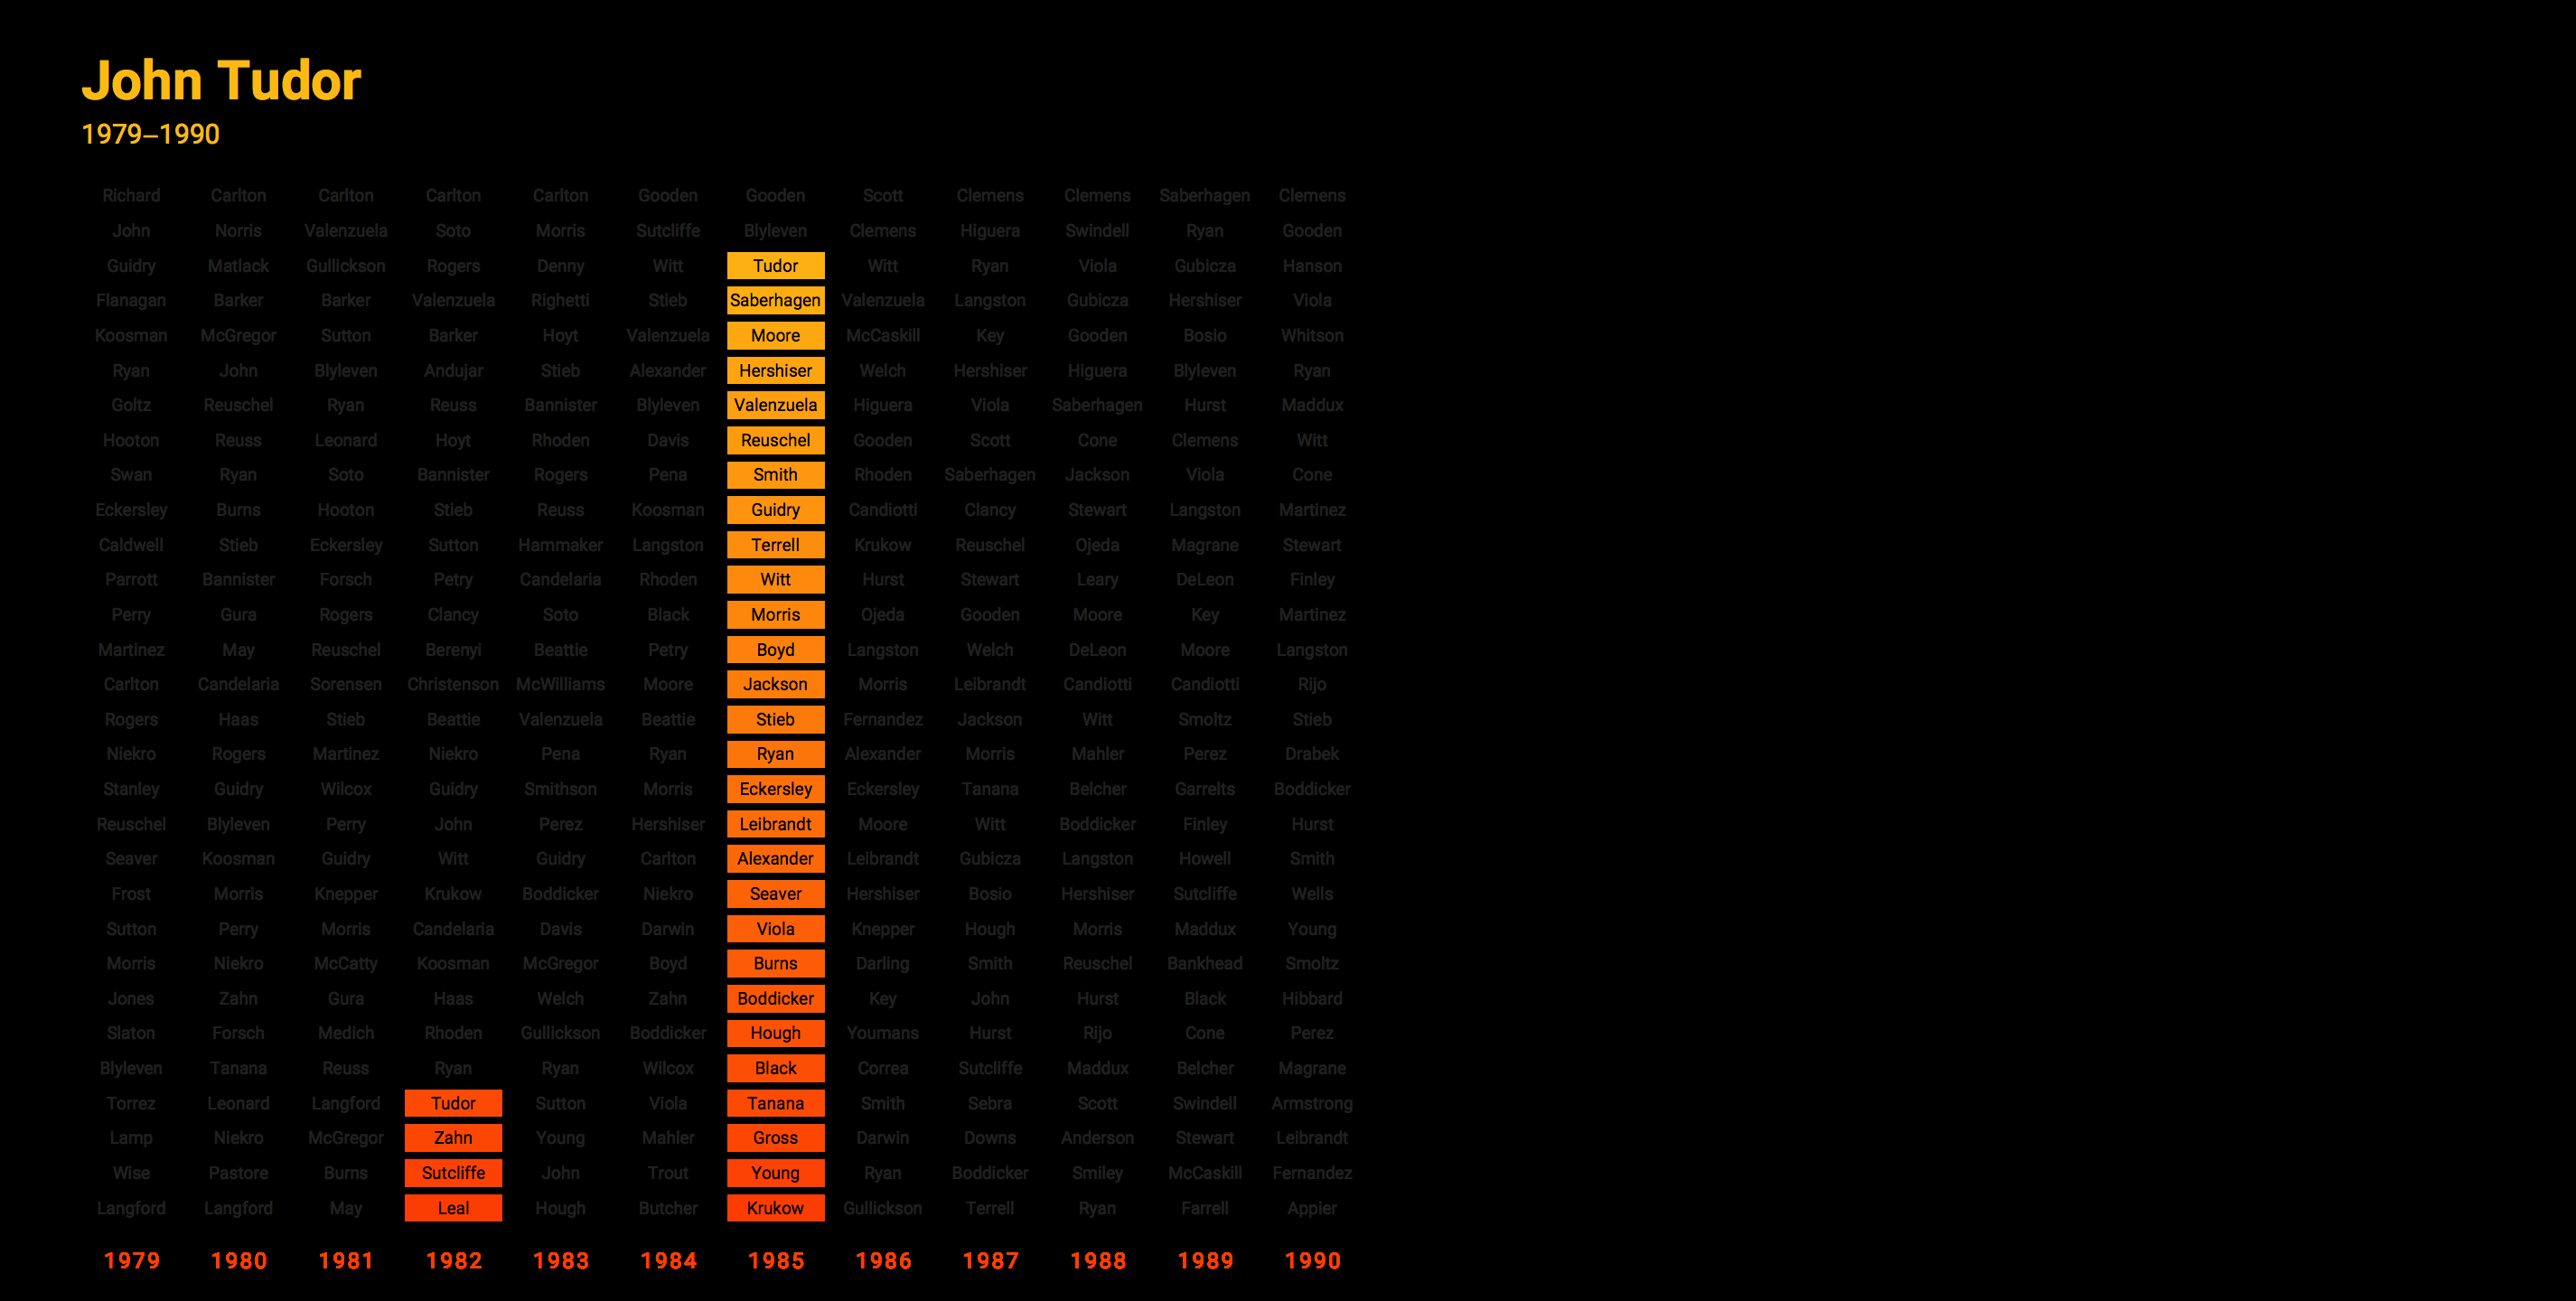 John Tudor
1979–1990
Richard Carlton Carlton Carlton Carlton Gooden Gooden Scott Clemens Clemens Saberhagen Clemens
John Norris Valenzuela Soto Morris Sutcliffe Blyleven Clemens Higuera Swindell Ryan Gooden
Guidry Matlack Gullickson Rogers Denny Witt Tudor Witt Ryan Viola Gubicza Hanson
Flanagan Barker Barker Valenzuela Righetti Stieb Saberhagen Valenzuela Langston Gubicza Hershiser Viola
Koosman McGregor Sutton Barker Hoyt Valenzuela Moore McCaskill Key Gooden Bosio Whitson
Ryan John Blyleven Andujar Stieb Alexander Hershiser Welch Hershiser Higuera Blyleven Ryan
Goltz Reuschel Ryan Reuss Bannister Blyleven Valenzuela Higuera Viola Saberhagen Hurst Maddux
Hooton Reuss Leonard Hoyt Rhoden Davis Reuschel Gooden Scott Cone Clemens Witt
Swan Ryan Soto Bannister Rogers Pena Smith Rhoden Saberhagen Jackson Viola Cone
Eckersley Burns Hooton Stieb Reuss Koosman Guidry Candiotti Clancy Stewart Langston Martinez
Caldwell Stieb Eckersley Sutton Hammaker Langston Terrell Krukow Reuschel Ojeda Magrane Stewart
Parrott Bannister Forsch Petry Candelaria Rhoden Witt Hurst Stewart Leary DeLeon Finley
Perry Gura Rogers Clancy Soto Black Morris Ojeda Gooden Moore Key Martinez
Martinez May Reuschel Berenyi Beattie Petry Boyd Langston Welch DeLeon Moore Langston
Carlton Candelaria Sorensen Christenson McWilliams Moore Jackson Morris Leibrandt Candiotti Candiotti Rijo
Rogers Haas Stieb Beattie Valenzuela Beattie Stieb Fernandez Jackson Witt Smoltz Stieb
Niekro Rogers Martinez Niekro Pena Ryan Ryan Alexander Morris Mahler Perez Drabek
Stanley Guidry Wilcox Guidry Smithson Morris Eckersley Eckersley Tanana Belcher Garrelts Boddicker
Reuschel Blyleven Perry John Perez Hershiser Leibrandt Moore Witt Boddicker Finley Hurst
Seaver Koosman Guidry Witt Guidry Carlton Alexander Leibrandt Gubicza Langston Howell Smith
Frost Morris Knepper Krukow Boddicker Niekro Seaver Hershiser Bosio Hershiser Sutcliffe Wells
Sutton Perry Morris Candelaria Davis Darwin Viola Knepper Hough Morris Maddux Young
Morris Niekro McCatty Koosman McGregor Boyd Burns Darling Smith Reuschel Bankhead Smoltz
Jones Zahn Gura Haas Welch Zahn Boddicker Key John Hurst Black Hibbard
Slaton Forsch Medich Rhoden Gullickson Boddicker Hough Youmans Hurst Rijo Cone Perez
Blyleven Tanana Reuss Ryan Ryan Wilcox Black Correa Sutcliffe Maddux Belcher Magrane
Torrez Leonard Langford Tudor Sutton Viola Tanana Smith Sebra Scott Swindell Armstrong
Lamp Niekro McGregor Zahn Young Mahler Gross Darwin Downs Anderson Stewart Leibrandt
Wise Pastore Burns Sutcliffe John Trout Young Ryan Boddicker Smiley McCaskill Fernandez
Langford Langford May Leal Hough Butcher Krukow Gullickson Terrell Ryan Farrell Appier
1979 1980 1981 1982 1983 1984 1985 1986 1987 1988 1989 1990